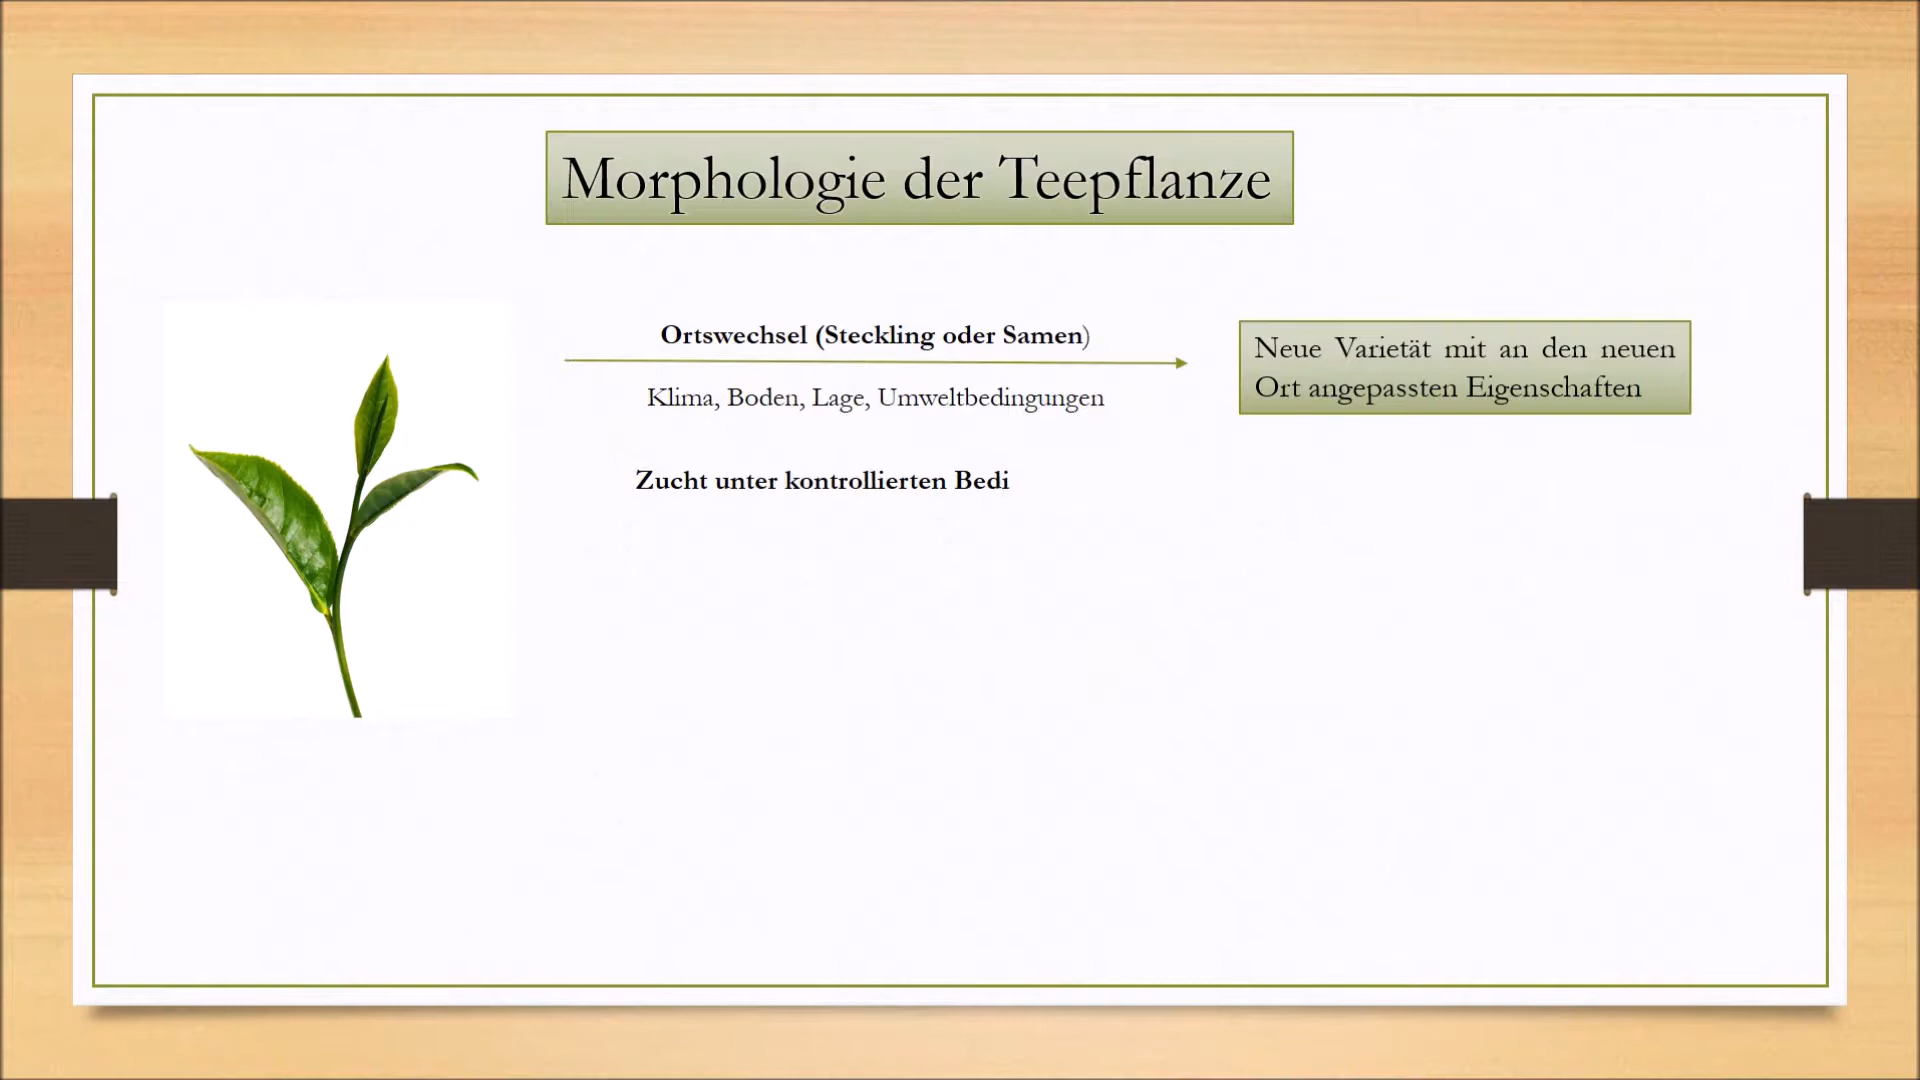 Morphologie der Teepflanze
Ortswechsel (Steckling oder Samen)
Klima, Boden, Lage, Umweltbedingungen
Neue Varietät mit an den neuen
Ort angepassten Eigenschaften
Zucht unter kontrollierten Bedi